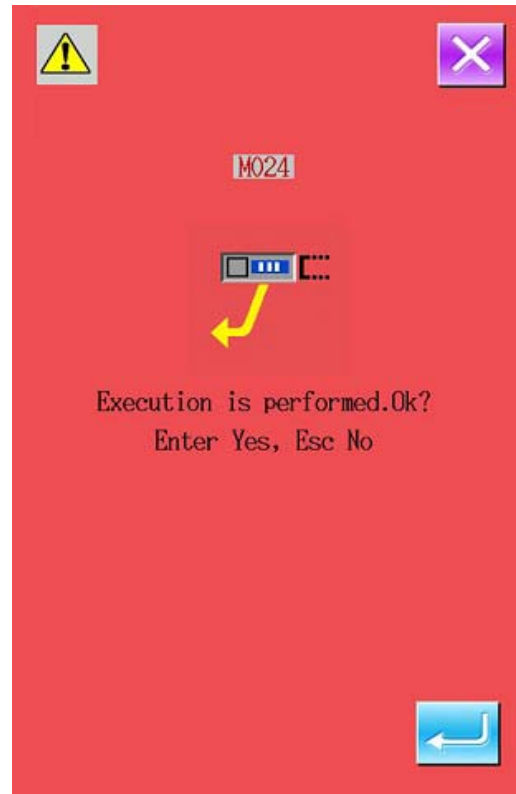 M024
Execution is performed.Ok?
Enter Yes, Esc No